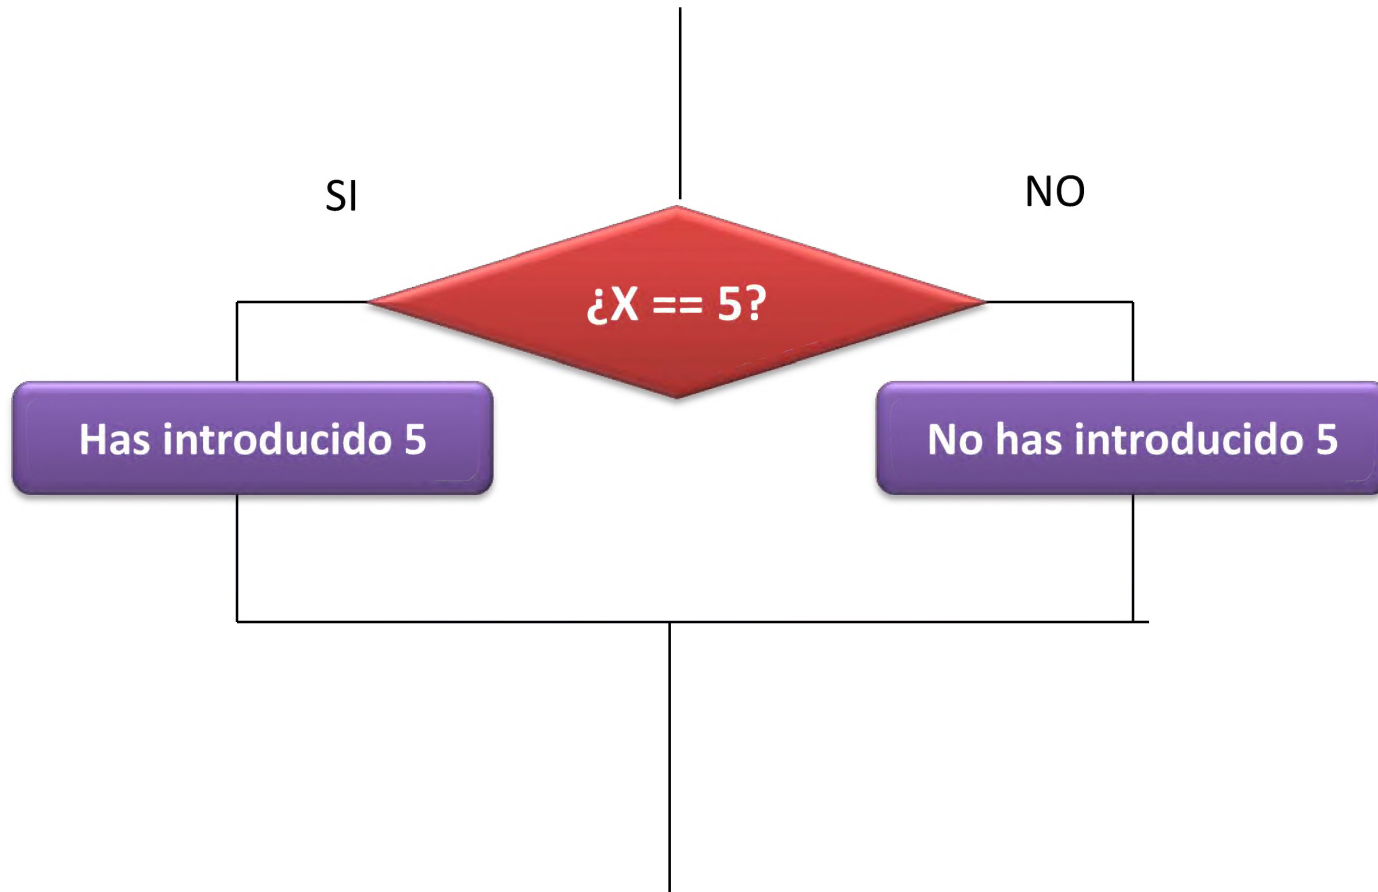 SI
NO
¿X == 5?
Has introducido 5
No has introducido 5